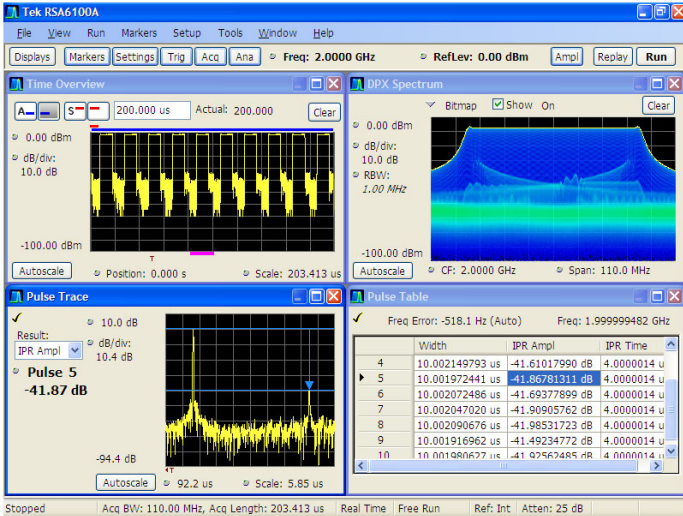 Tek RSA6100A
File View Run Markers Setup Tools Window Help
Displays Markers Settings Trig Acq Ana Freq: 2.0000 GHz RefLev: 0.00 dBm Ampl Replay Run
Time Overview
A S 200.000 us Actual: 200.000 Clear
0.00 dBm
dB/div:
10.0 dB
-100.00 dBm
T
Autoscale Position: 0.000 s Scale: 203.413 us
DPX Spectrum
Bitmap Show On Clear
0.00 dBm
dB/div:
10.0 dB
RBW:
1.00 MHz
-100.00 dBm
Autoscale CF: 2.0000 GHz Span: 110.0 MHz
Pulse Trace
Result:
IPR Ampl
Pulse 5
-41.87 dB
10.0 dB
dB/div:
10.4 dB
-94.4 dB
T
Autoscale 92.2 us Scale: 5.85 us
Pulse Table
Freq Error: -518.1 Hz (Auto) Freq: 1.999999482 GHz
Width IPR Ampl IPR Time
4 10.002149793 us -41.61017990 dB 4.0000014 u
5 10.001972441 us -41.86781311 dB 4.0000014 u
6 10.002072486 us -41.69377899 dB 4.0000014 u
7 10.002047020 us -41.90905762 dB 4.0000014 u
8 10.002090676 us -41.98531723 dB 4.0000014 u
9 10.001916962 us -41.49234772 dB 4.0000014 u
10 10.001980627 us -41.92562485 dB 4.0000014 u
Stopped Acq BW: 110.00 MHz, Acq Length: 203.413 us Real Time Free Run Ref: Int Atten: 25 dB